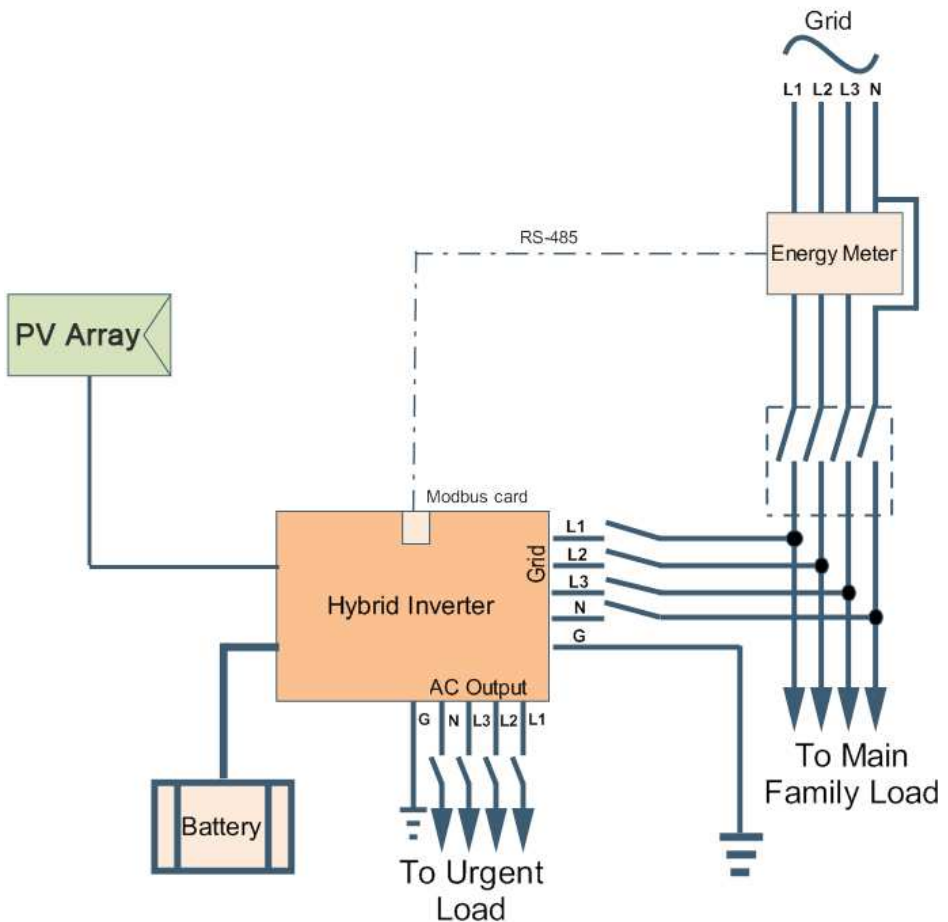 Grid
L1 L2 L3 N
RS-485
Energy Meter
PV Array
Modbus card
L1
L2
L3
N
G
Grid
Hybrid Inverter
AC Output
G N L3 L2 L1
Battery
To Urgent
Load
To Main
Family Load